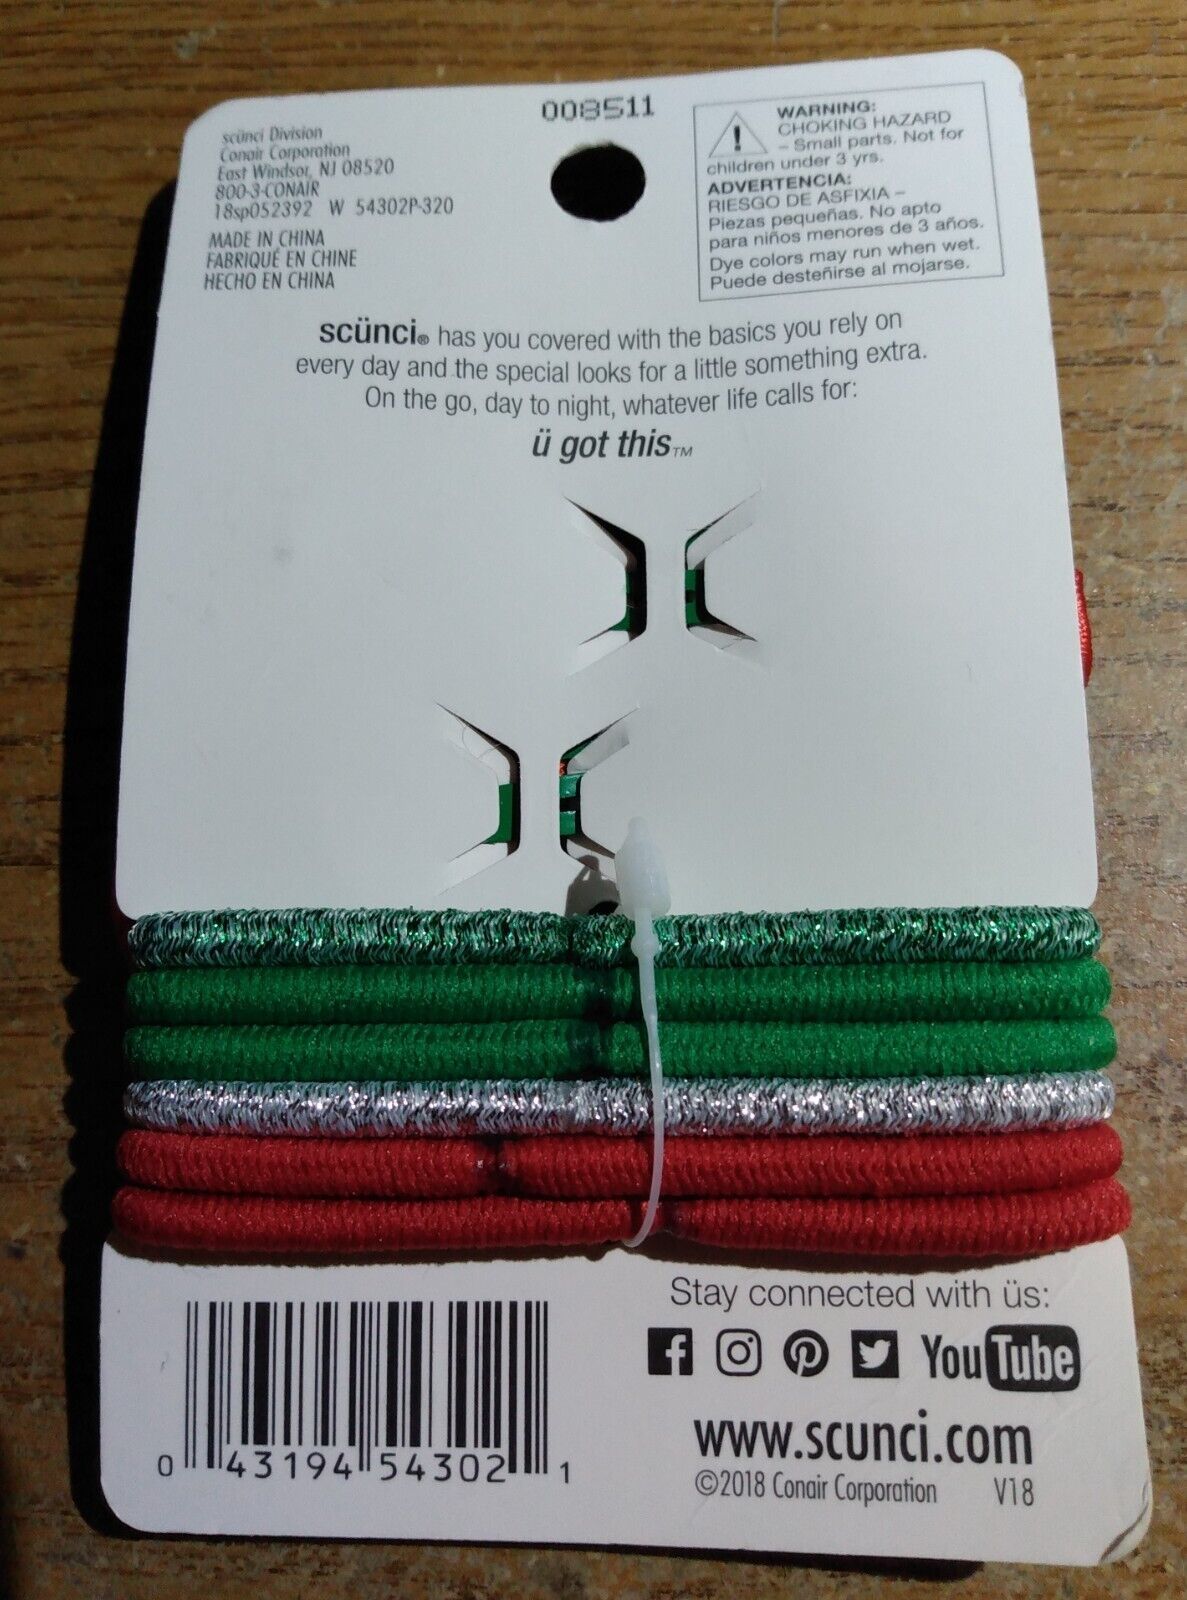 008511
scünci Division
Conair Corporation
East Windsor, NJ 08520
800-3-CONAIR
18sp052392 W 54302P-320
MADE IN CHINA
FABRIQUÉ EN CHINE
HECHO EN CHINA
WARNING:
CHOKING HAZARD
– Small parts. Not for
children under 3 yrs.
ADVERTENCIA:
RIESGO DE ASFIXIA –
Piezas pequeñas. No apto
para niños menores de 3 años.
Dye colors may run when wet.
Puede desteñirse al mojarse.
scünci® has you covered with the basics you rely on
every day and the special looks for a little something extra.
On the go, day to night, whatever life calls for:
ü got this™
0 43194 54302 1
Stay connected with üs:
YouTube
www.scunci.com
©2018 Conair Corporation V18